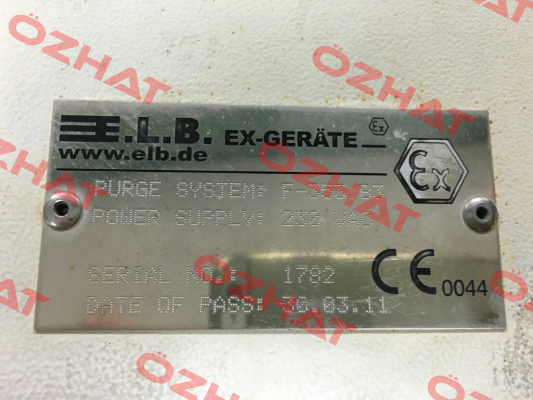 E.L.B. EX-GERÄTE
www.elb.de
PURGE SYSTEM:
POWER SUPPLY: 230 VAC
SERIAL NO.: 1782
DATE OF PASS: 30.03.11
Ex
Ex
CE 0044
OZHAT
OZHAT
OZHAT
OZHAT
OZHAT
OZHAT
OZHAT
OZHAT